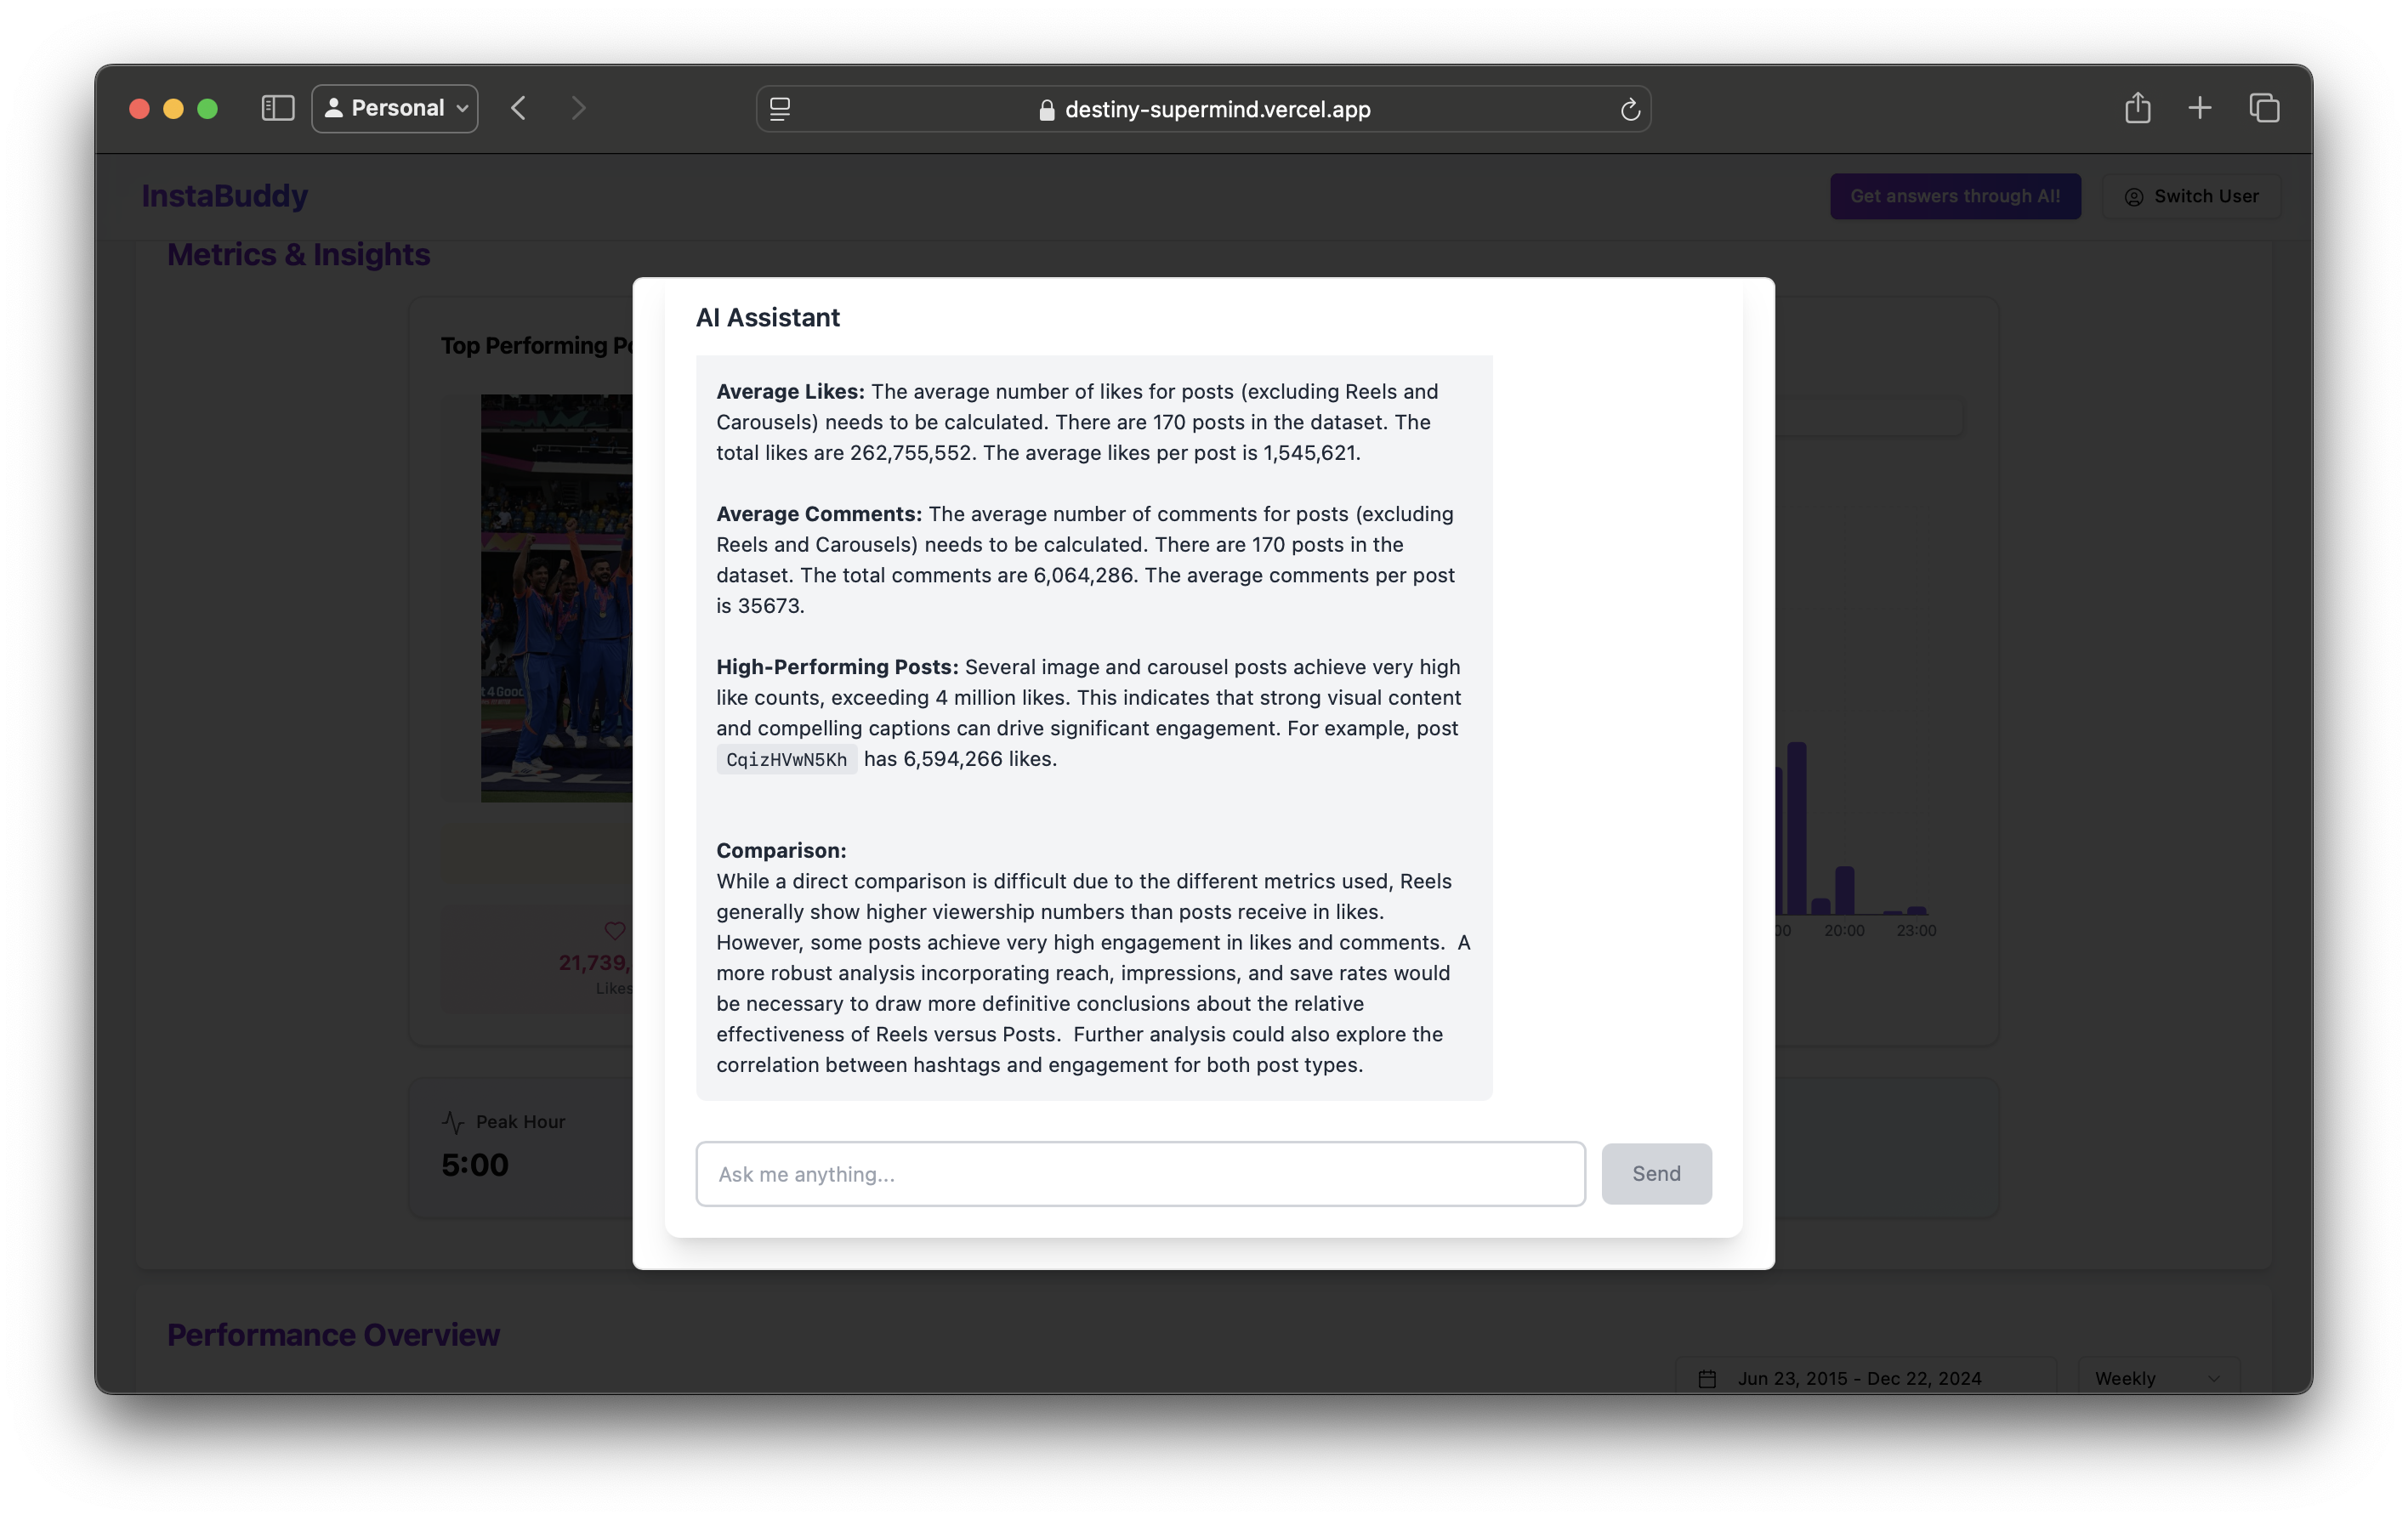 Personal
destiny-supermind.vercel.app
InstaBuddy
Get answers through AI!
Switch User
Metrics & Insights
Top Performing
AI Assistant
Average Likes: The average number of likes for posts (excluding Reels and
Carousels) needs to be calculated. There are 170 posts in the dataset. The
total likes are 262,755,552. The average likes per post is 1,545,621.
Average Comments: The average number of comments for posts (excluding
Reels and Carousels) needs to be calculated. There are 170 posts in the
dataset. The total comments are 6,064,286. The average comments per post
is 35673.
High-Performing Posts: Several image and carousel posts achieve very high
like counts, exceeding 4 million likes. This indicates that strong visual content
and compelling captions can drive significant engagement. For example, post
CqizHVwN5Kh has 6,594,266 likes.
Comparison:
While a direct comparison is difficult due to the different metrics used, Reels
generally show higher viewership numbers than posts receive in likes.
However, some posts achieve very high engagement in likes and comments.  A
more robust analysis incorporating reach, impressions, and save rates would
be necessary to draw more definitive conclusions about the relative
effectiveness of Reels versus Posts.  Further analysis could also explore the
correlation between hashtags and engagement for both post types.
Ask me anything...
Send
t4Good
21,739,
Likes
00
20:00
23:00
Peak Hour
5:00
Performance Overview
Jun 23, 2015 - Dec 22, 2024
Weekly